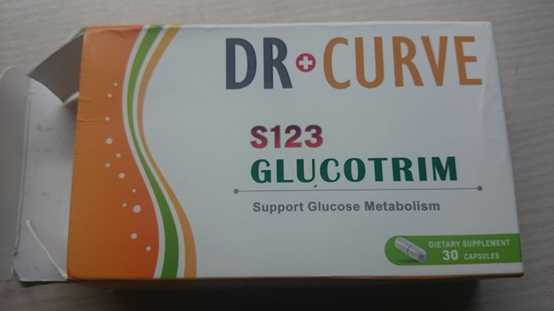 DR CURVE
S123
GLUCOTRIM
Support Glucose Metabolism
DIETARY SUPPLEMENT
30 CAPSULES